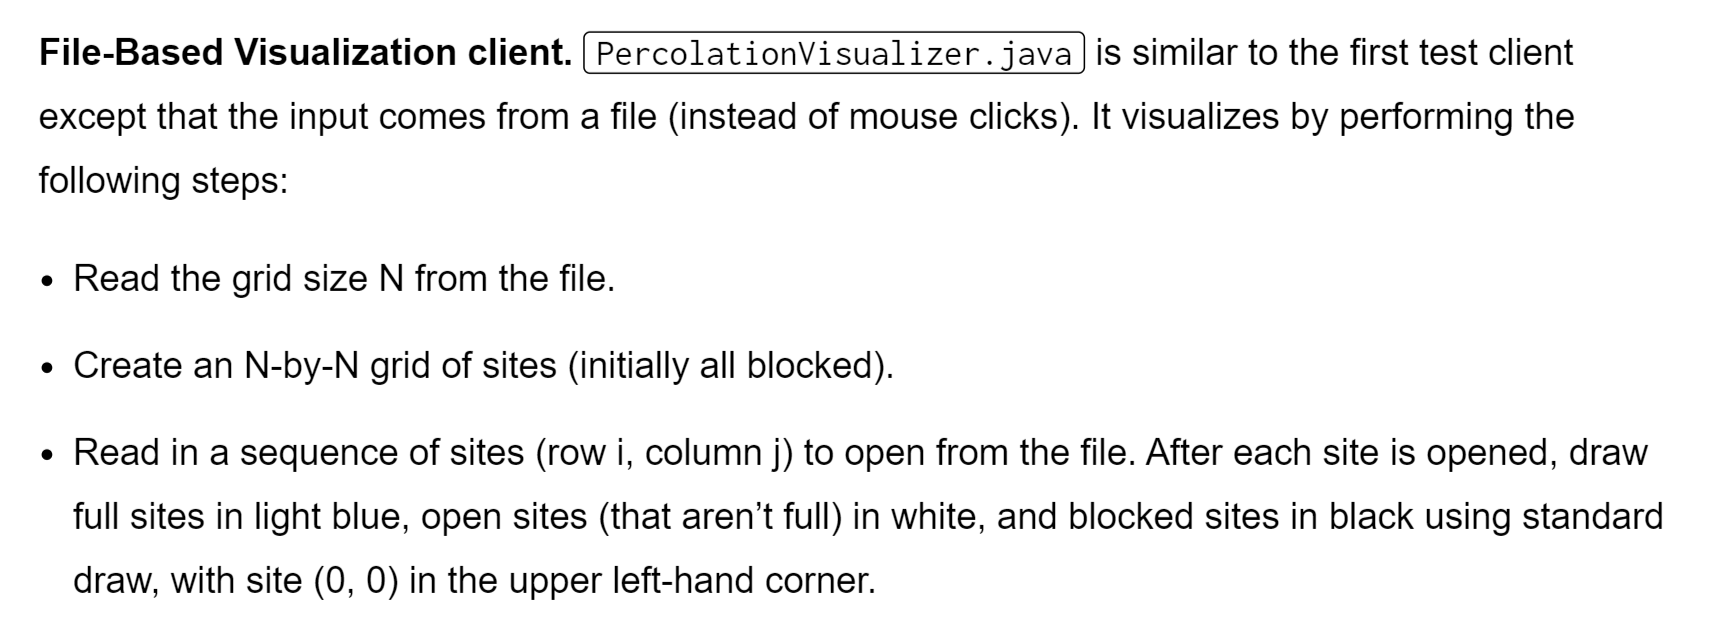 File-Based Visualization client. PercolationVisualizer.java is similar to the first test client
except that the input comes from a file (instead of mouse clicks). It visualizes by performing the
following steps:
• Read the grid size N from the file.
• Create an N-by-N grid of sites (initially all blocked).
• Read in a sequence of sites (row i, column j) to open from the file. After each site is opened, draw
full sites in light blue, open sites (that aren’t full) in white, and blocked sites in black using standard
draw, with site (0, 0) in the upper left-hand corner.